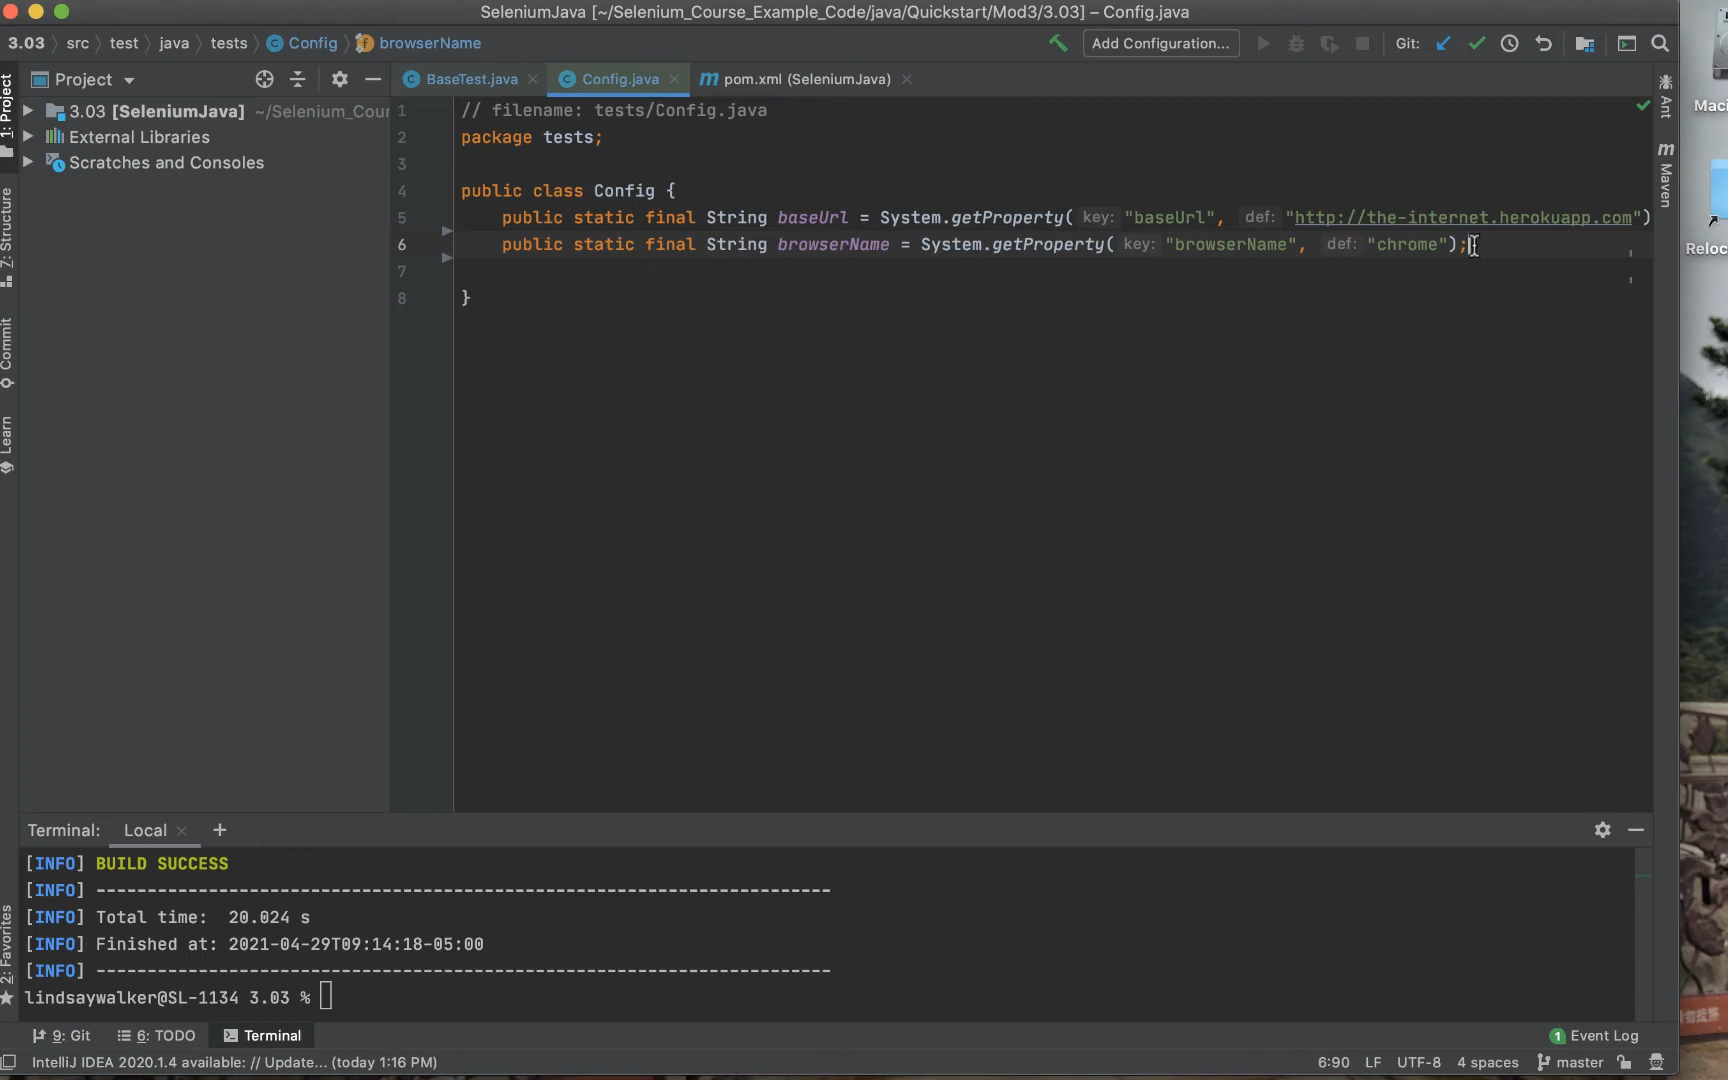 SeleniumJava [~/Selenium_Course_Example_Code/java/Quickstart/Mod3/3.03] – Config.java
3.03 src test java tests Config browserName
Add Configuration...
Git:
Project
BaseTest.java
Config.java
pom.xml (SeleniumJava)
3.03 [SeleniumJava] ~/Selenium_Cour
External Libraries
Scratches and Consoles
1: Project
7: Structure
Commit
Learn
2: Favorites
Ant
Maven
1 // filename: tests/Config.java
2 package tests;
3
4 public class Config {
5 public static final String baseUrl = System.getProperty( key: "baseUrl", def: "http://the-internet.herokuapp.com")
6 public static final String browserName = System.getProperty( key: "browserName", def: "chrome");
7
8 }
Maci
Reloc
Terminal: Local
[INFO] BUILD SUCCESS
[INFO] ------------------------------------------------------------------------
[INFO] Total time:  20.024 s
[INFO] Finished at: 2021-04-29T09:14:18-05:00
[INFO] ------------------------------------------------------------------------
lindsaywalker@SL-1134 3.03 %
9: Git
6: TODO
Terminal
1 Event Log
IntelliJ IDEA 2020.1.4 available: // Update... (today 1:16 PM)
6:90 LF UTF-8 4 spaces master